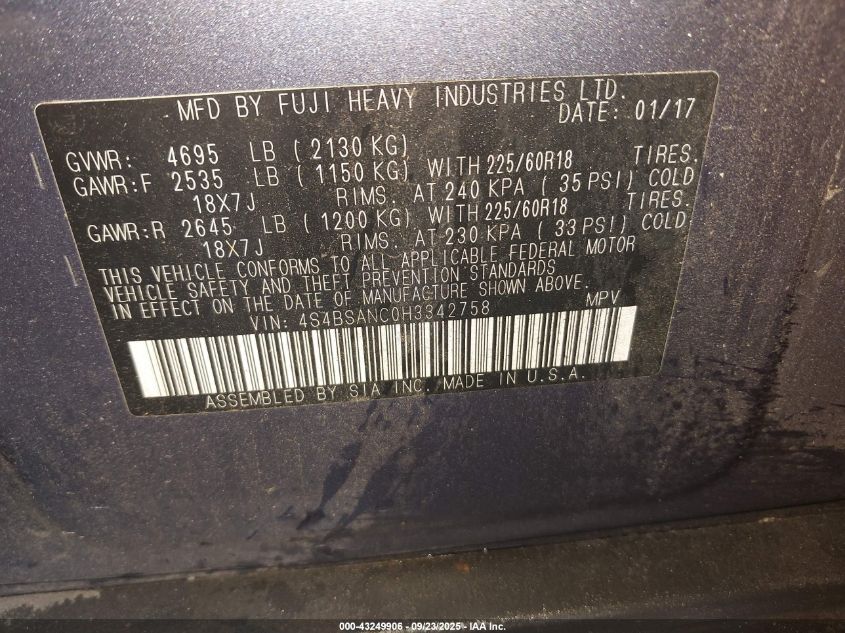 MFD BY FUJI HEAVY INDUSTRIES LTD.
DATE: 01/17
GVWR: 4695 LB ( 2130 KG)
GAWR:F 2535 LB ( 1150 KG) WITH 225/60R18 TIRES.
18X7J RIMS. AT 240 KPA ( 35 PSI) COLD
GAWR:R 2645 LB ( 1200 KG) WITH 225/60R18 TIRES.
18X7J RIMS. AT 230 KPA ( 33 PSI) COLD
THIS VEHICLE CONFORMS TO ALL APPLICABLE FEDERAL MOTOR
VEHICLE SAFETY AND THEFT PREVENTION STANDARDS
IN EFFECT ON THE DATE OF MANUFACTURE SHOWN ABOVE.
VIN: 4S4BSANC0H3342758 MPV
ASSEMBLED BY SIA INC. MADE IN U.S.A.
000-43249906 - 09/23/2025 - IAA Inc.